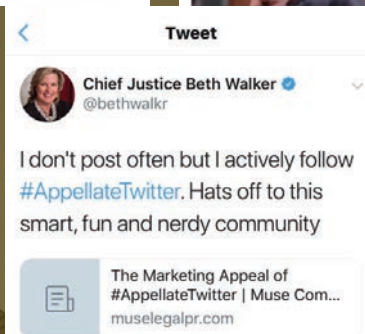 Tweet
Chief Justice Beth Walker
@bethwalkr
I don't post often but I actively follow
#AppellateTwitter. Hats off to this
smart, fun and nerdy community
The Marketing Appeal of
#AppellateTwitter | Muse Com...
muselegalpr.com